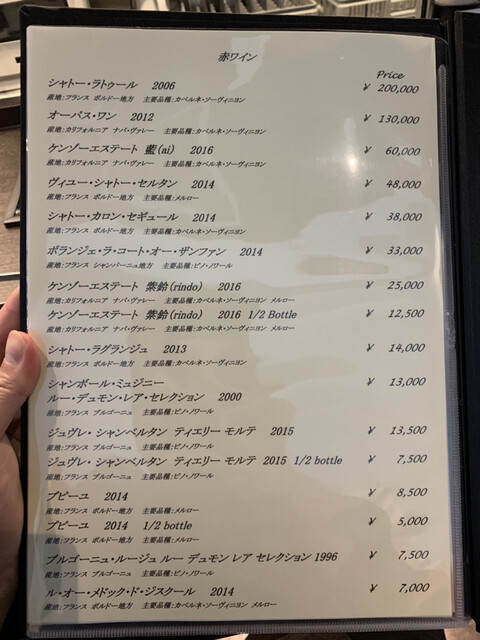 赤ワイン
Price
シャトー・ラトゥール 2006 ¥ 200,000
産地:フランス ボルドー地方 主要品種:カベルネ・ソーヴィニヨン
オーパス・ワン 2012 ¥ 130,000
産地:カリフォルニア ナパ・ヴァレー 主要品種:カベルネ・ソーヴィニヨン
ケンゾーエステート 藍(ai) 2016 ¥ 60,000
産地:カリフォルニア ナパ・ヴァレー 主要品種:カベルネ・ソーヴィニヨン
ヴィユー・シャトー・セルタン 2014 ¥ 48,000
産地:フランス ボルドー地方 主要品種:メルロー
シャトー・カロン・セギュール 2014 ¥ 38,000
産地:フランス ボルドー地方 主要品種:カベルネ・ソーヴィニヨン
ボランジェ・ラ・コート・オー・ザンファン 2014 ¥ 33,000
産地:フランス シャンパーニュ地方 主要品種:ピノ・ノワール
ケンゾーエステート 紫鈴(rindo) 2016 ¥ 25,000
産地:カリフォルニア ナパ・ヴァレー 主要品種:カベルネ・ソーヴィニヨン メルロー
ケンゾーエステート 紫鈴(rindo) 2016 1/2 Bottle ¥ 12,500
産地:カリフォルニア ナパ・ヴァレー 主要品種:カベルネ・ソーヴィニヨン メルロー
シャトー・ラグランジュ 2013 ¥ 14,000
産地:フランス ボルドー地方 主要品種:カベルネ・ソーヴィニヨン
シャンボール・ミュジニー ¥ 13,000
ルー・デュモン・レア・セレクション 2000
産地:フランス ブルゴーニュ 主要品種:ピノ・ノワール
ジュヴレ・シャンベルタン ティエリー モルテ 2015 ¥ 13,500
産地:フランス ブルゴーニュ 主要品種:ピノ・ノワール
ジュヴレ・シャンベルタン ティエリー モルテ 2015 1/2 bottle ¥ 7,500
産地:フランス ブルゴーニュ 主要品種:ピノ・ノワール
プピーユ 2014 ¥ 8,500
産地:フランス ボルドー地方 主要品種:メルロー
プピーユ 2014 1/2 bottle ¥ 5,000
産地:フランス ボルドー地方 主要品種:メルロー
ブルゴーニュ・ルージュ ルー デュモン レア セレクション 1996 ¥ 7,500
産地:フランス ブルゴーニュ 主要品種:ピノ・ノワール
ル・オー・メドック・ド・ジスクール 2014 ¥ 7,000
産地:フランス ボルドー地方 主要品種:カベルネ・ソーヴィニヨン メルロー